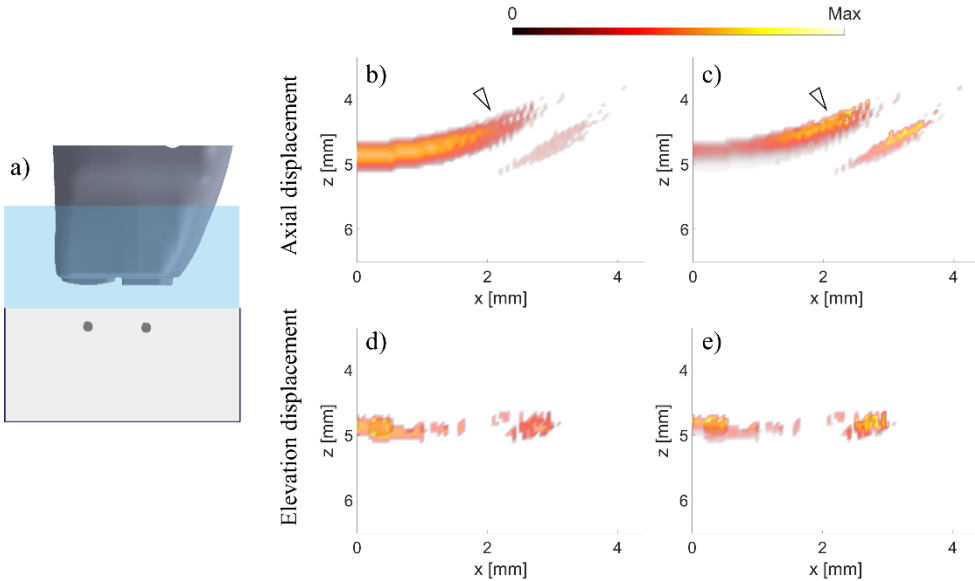 0 Max
a)
Axial displacement
b)
4
5
6
z [mm]
0 2 4
x [mm]
c)
4
5
6
z [mm]
0 2 4
x [mm]
Elevation displacement
d)
4
5
6
z [mm]
0 2 4
x [mm]
e)
4
5
6
z [mm]
0 2 4
x [mm]